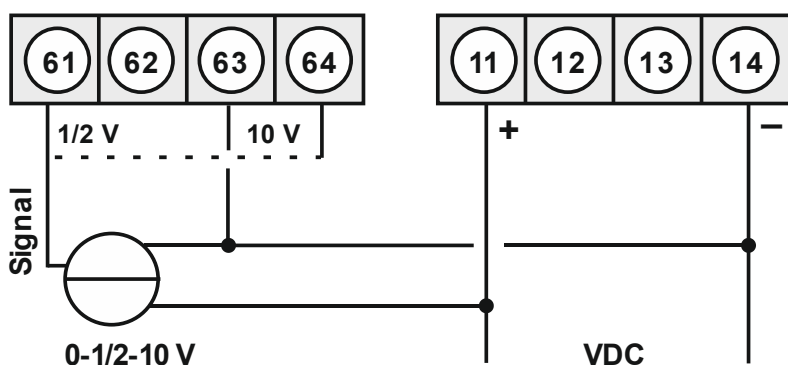 61 62 63 64 11 12 13 14
1/2 V 10 V + –
Signal
0-1/2-10 V VDC